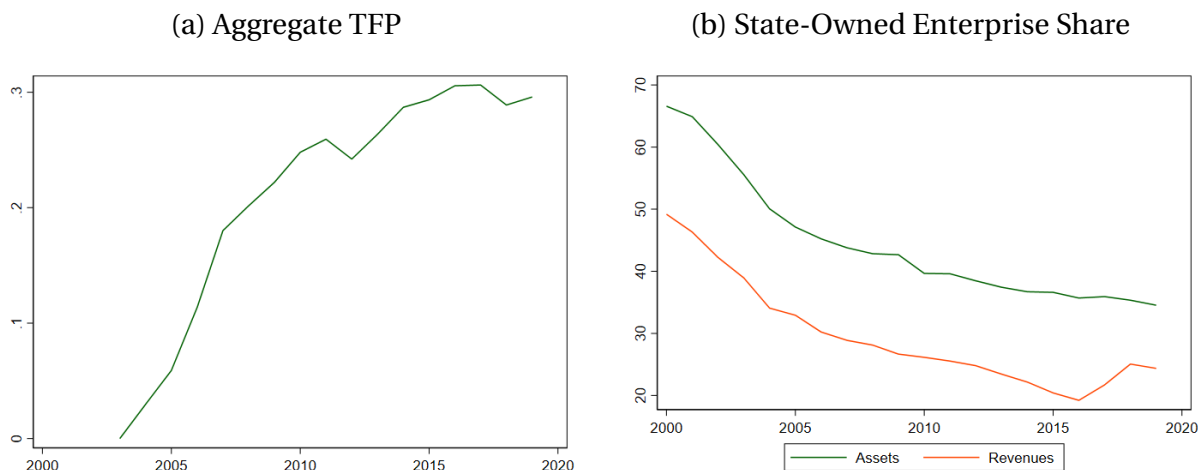 (a) Aggregate TFP
.3
.2
.1
0
2000 2005 2010 2015 2020
(b) State-Owned Enterprise Share
70
60
50
40
30
20
2000 2005 2010 2015 2020
Assets Revenues